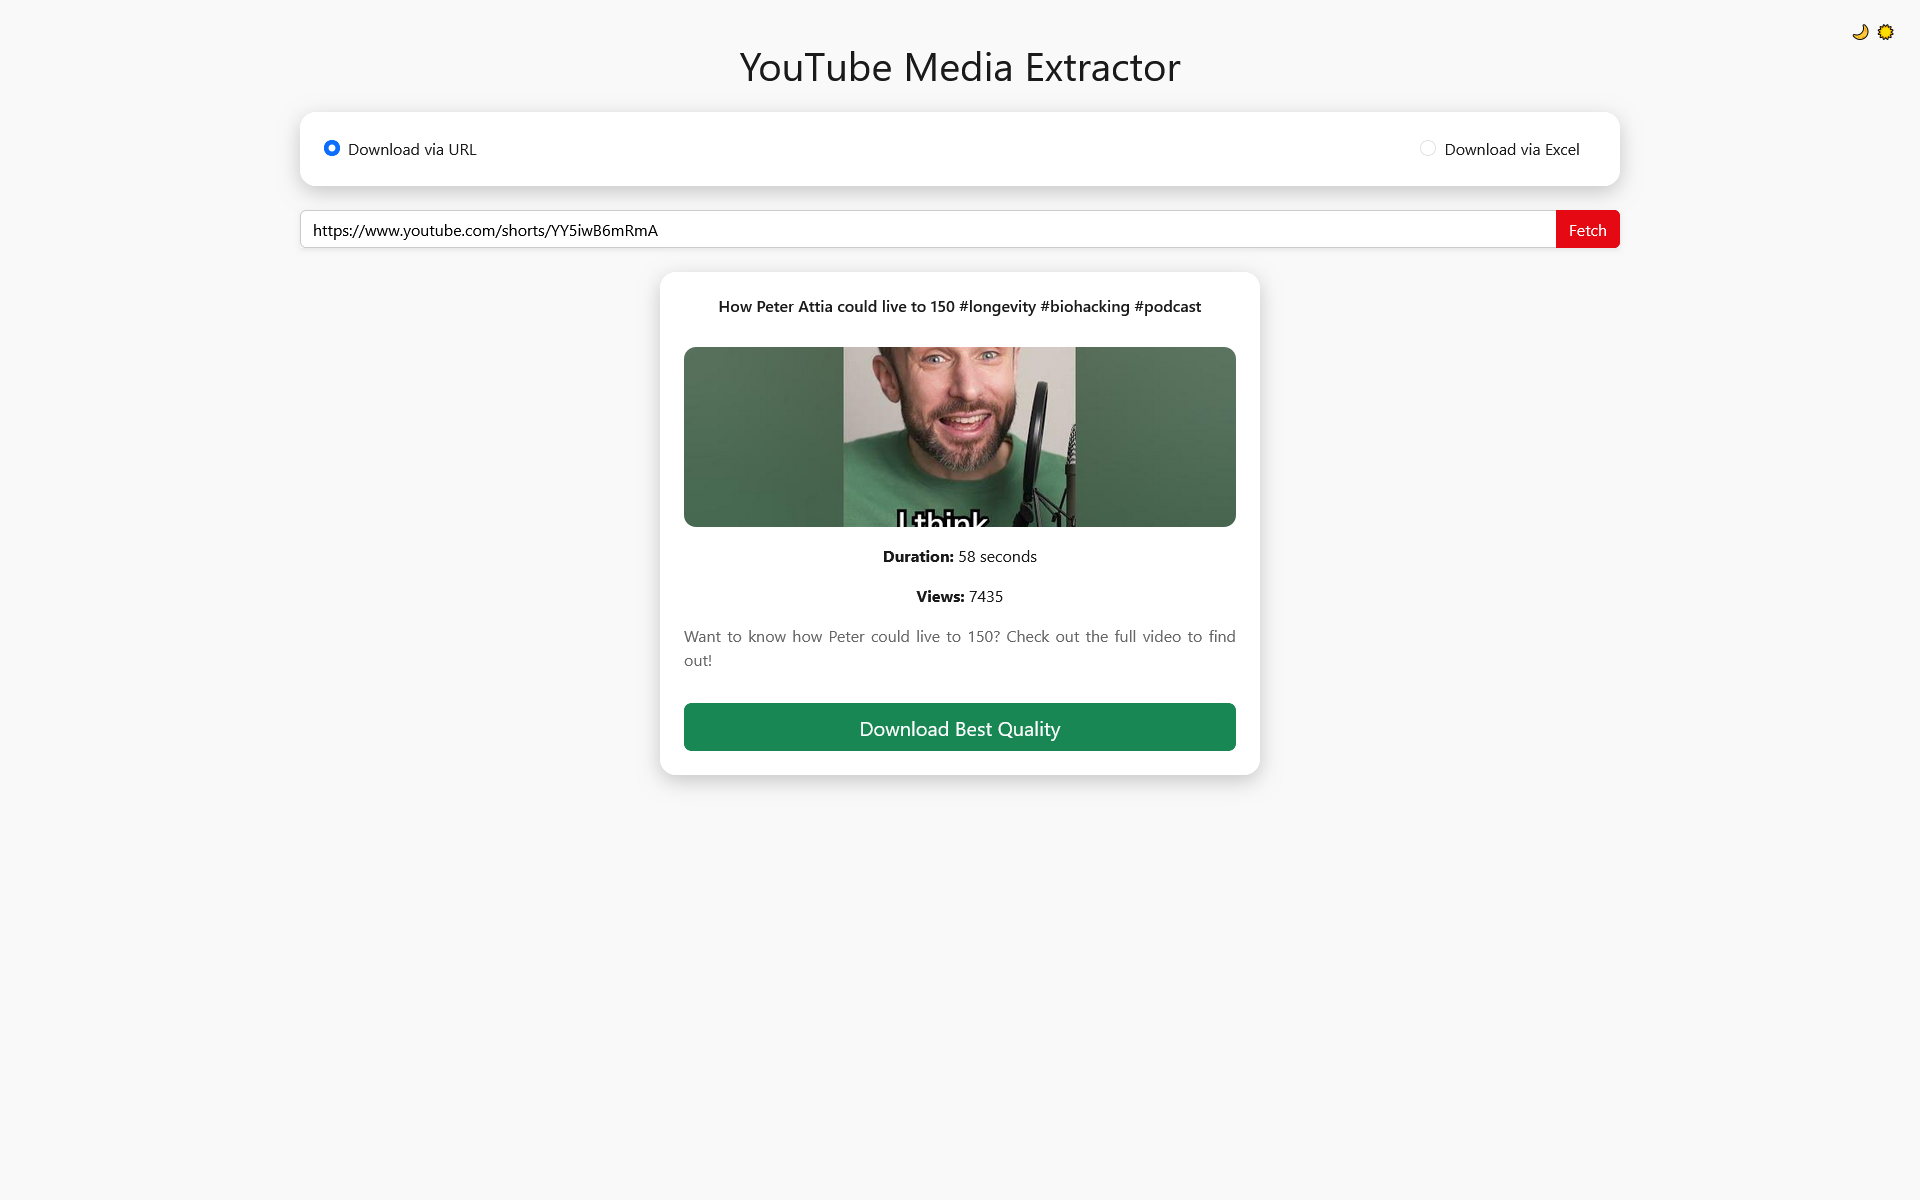 YouTube Media Extractor
Download via URL
Download via Excel
https://www.youtube.com/shorts/YY5iwB6mRmA
Fetch
How Peter Attia could live to 150 #longevity #biohacking #podcast
I think
Duration: 58 seconds
Views: 7435
Want to know how Peter could live to 150? Check out the full video to find
out!
Download Best Quality